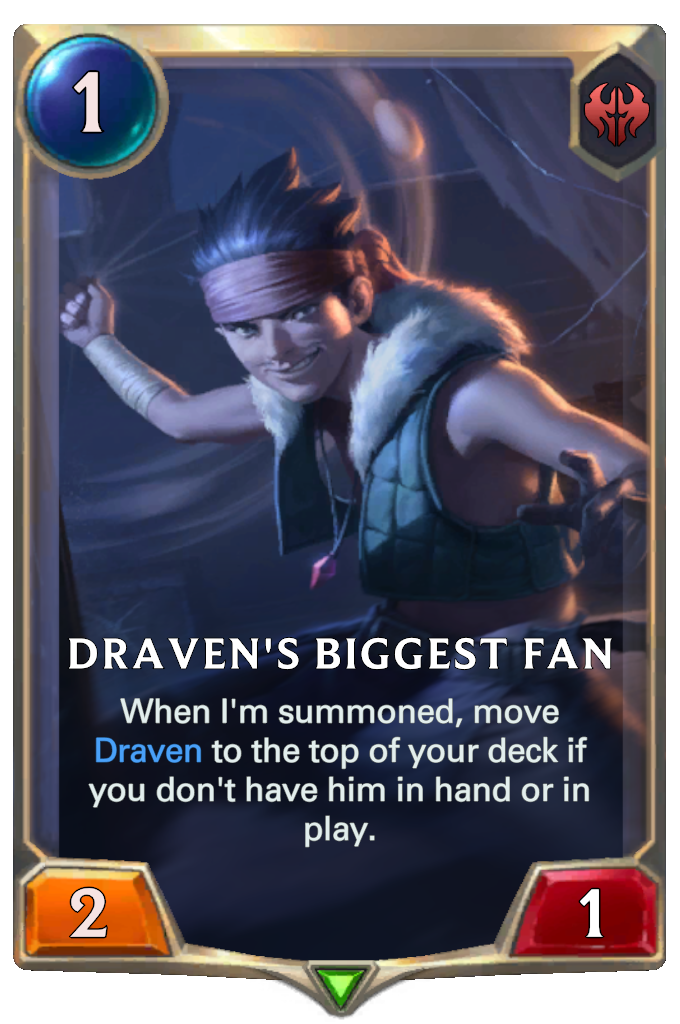 1
DRAVEN'S BIGGEST FAN
When I'm summoned, move
Draven to the top of your deck if
you don't have him in hand or in
play.
2
1